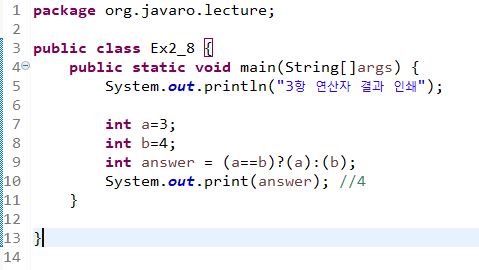 1 package org.javaro.lecture;
2
3 public class Ex2_8 {
4 public static void main(String[]args) {
5 System.out.println("3항 연산자 결과 인쇄");
6
7 int a=3;
8 int b=4;
9 int answer = (a==b)?(a):(b);
10 System.out.print(answer); //4
11 }
12
13 }
14